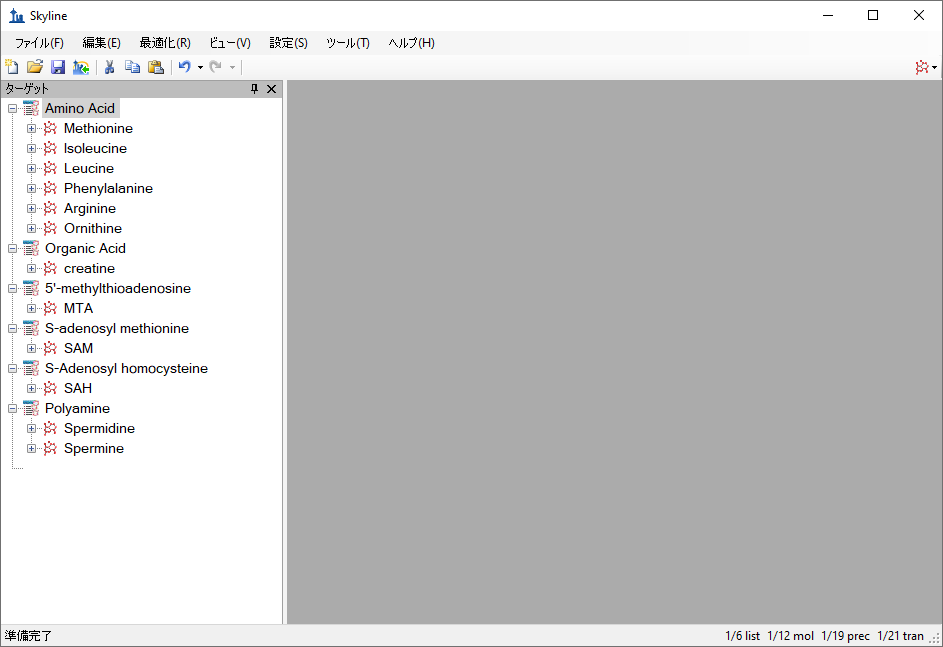 Skyline
ファイル(F) 編集(E) 最適化(R) ビュー(V) 設定(S) ツール(T) ヘルプ(H)
ターゲット
Amino Acid
Methionine
Isoleucine
Leucine
Phenylalanine
Arginine
Ornithine
Organic Acid
creatine
5'-methylthioadenosine
MTA
S-adenosyl methionine
SAM
S-Adenosyl homocysteine
SAH
Polyamine
Spermidine
Spermine
準備完了 1/6 list 1/12 mol 1/19 prec 1/21 tran